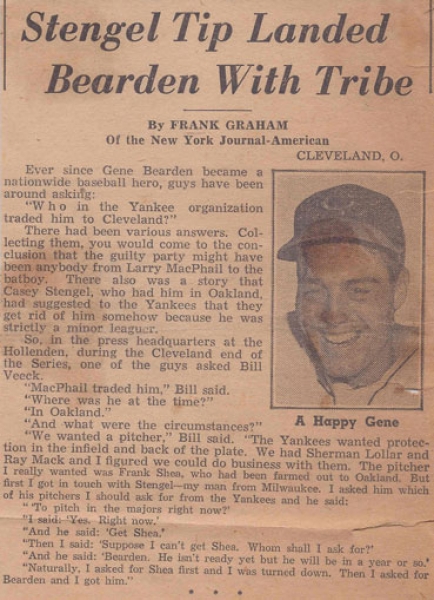 Stengel Tip Landed
Bearden With Tribe
By FRANK GRAHAM
Of the New York Journal-American
CLEVELAND, O.
Ever since Gene Bearden became a
nationwide baseball hero, guys have been
around asking:
"Who in the Yankee organization
traded him to Cleveland?"
There had been various answers. Col-
lecting them, you would come to the con-
clusion that the guilty party might have
been anybody from Larry MacPhail to the
batboy. There also was a story that
Casey Stengel, who had him in Oakland,
had suggested to the Yankees that they
get rid of him somehow because he was
strictly a minor leaguer.
So, in the press headquarters at the
Hollenden, during the Cleveland end of
the Series, one of the guys asked Bill
Veeck.
"MacPhail traded him," Bill said.
"Where was he at the time?"
"In Oakland."
"And what were the circumstances?"
"We wanted a pitcher," Bill said. "The Yankees wanted protec-
tion in the infield and back of the plate. We had Sherman Lollar and
Ray Mack and I figured we could do business with them. The pitcher
I really wanted was Frank Shea, who had been farmed out to Oakland. But
first I got in touch with Stengel—my man from Milwaukee. I asked him which
of his pitchers I should ask for from the Yankees and he said:
"'To pitch in the majors right now?'
"I said: 'Yes. Right now.'
"And he said: 'Get Shea.'
"Then I said: 'Suppose I can't get Shea. Whom shall I ask for?'
"And he said: 'Bearden. He isn't ready yet but he will be in a year or so.'
"Naturally, I asked for Shea first and I was turned down. Then I asked for
Bearden and I got him."
A Happy Gene